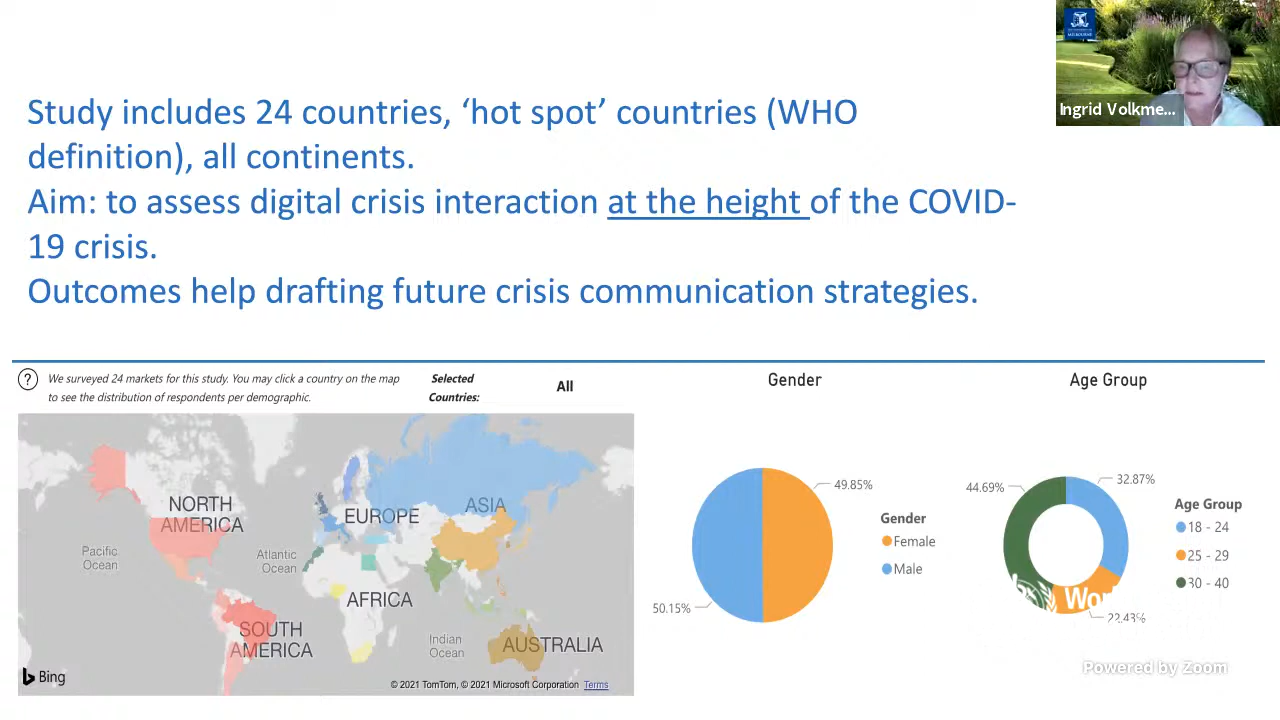 Study includes 24 countries, ‘hot spot’ countries (WHO
definition), all continents.
Aim: to assess digital crisis interaction at the height of the COVID-
19 crisis.
Outcomes help drafting future crisis communication strategies.
Ingrid Volkme...
MELBOURNE
? We surveyed 24 markets for this study. You may click a country on the map
to see the distribution of respondents per demographic.
Selected
Countries:
All
NORTH
AMERICA
EUROPE
ASIA
Pacific
Ocean
Atlantic
Ocean
AFRICA
SOUTH
AMERICA
Indian
Ocean
AUSTRALIA
Bing
© 2021 TomTom, © 2021 Microsoft Corporation Terms
Gender
49.85%
50.15%
Gender
Female
Male
Age Group
44.69%
32.87%
22.43%
Age Group
18 - 24
25 - 29
30 - 40
Powered by Zoom